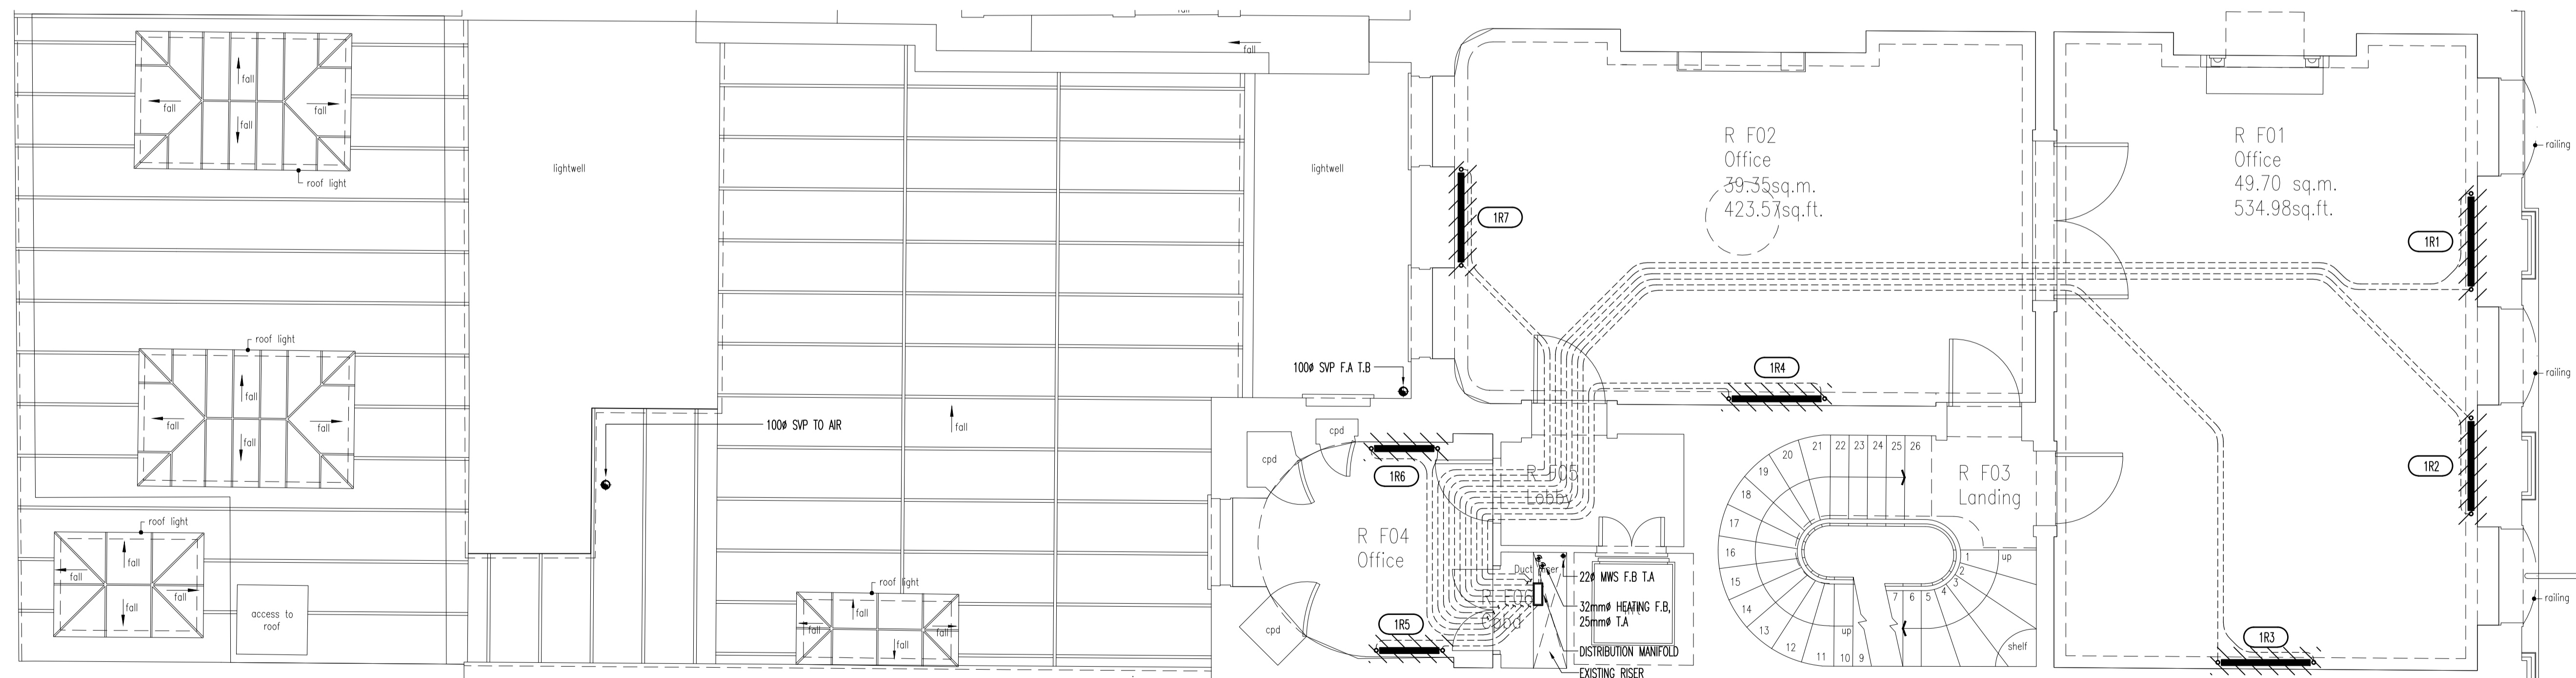 fall
fall
fall
fall
fall
fall
roof light
lightwell
lightwell
R F02
Office
39.35sq.m.
423.57sq.ft.
R F01
Office
49.70 sq.m.
534.98sq.ft.
railing
1R7
1R1
roof light
fall
fall
fall
fall
100ø SVP TO AIR
fall
100ø SVP F.A T.B
1R4
railing
cpd
cpd
1R6
1R2
R F05
Lobby
R F03
Landing
R F04
Office
21
22
23
24
25
26
20
19
18
17
16
15
14
13
12
11
10
9
up
7
6
5
4
3
2
1
up
shelf
roof light
fall
fall
fall
fall
access to
roof
roof light
fall
fall
fall
fall
cpd
1R5
22ø MWS F.B T.A
32mmø HEATING F.B,
25mmø T.A
DISTRIBUTION MANIFOLD
EXISTING RISER
1R3
railing